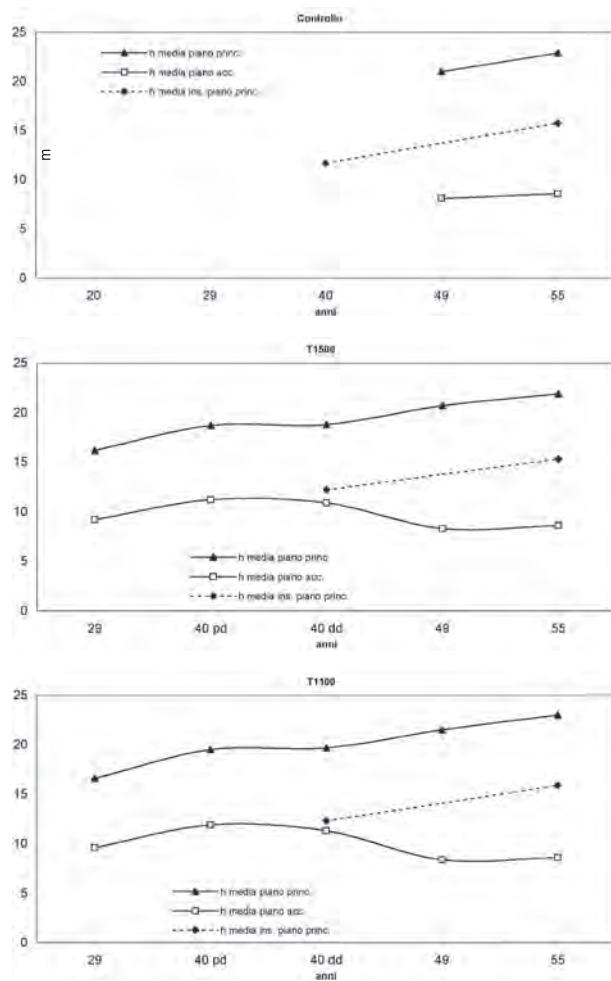 Controllo
25
h media piano princ.
20
h media piano acc.
h media ins. piano princ.
15
m
10
5
0
20 29 40 49 55
anni
T1500
25
20
15
10
h media piano princ
5
h media piano acc.
h media ins. piano princ.
0
29 40 pd 40 dd 49 55
anni
T1100
25
20
15
10
5
h media piano princ.
h media piano acc.
h media ins. piano princ.
0
29 40 pd 40 dd 49 55
anni